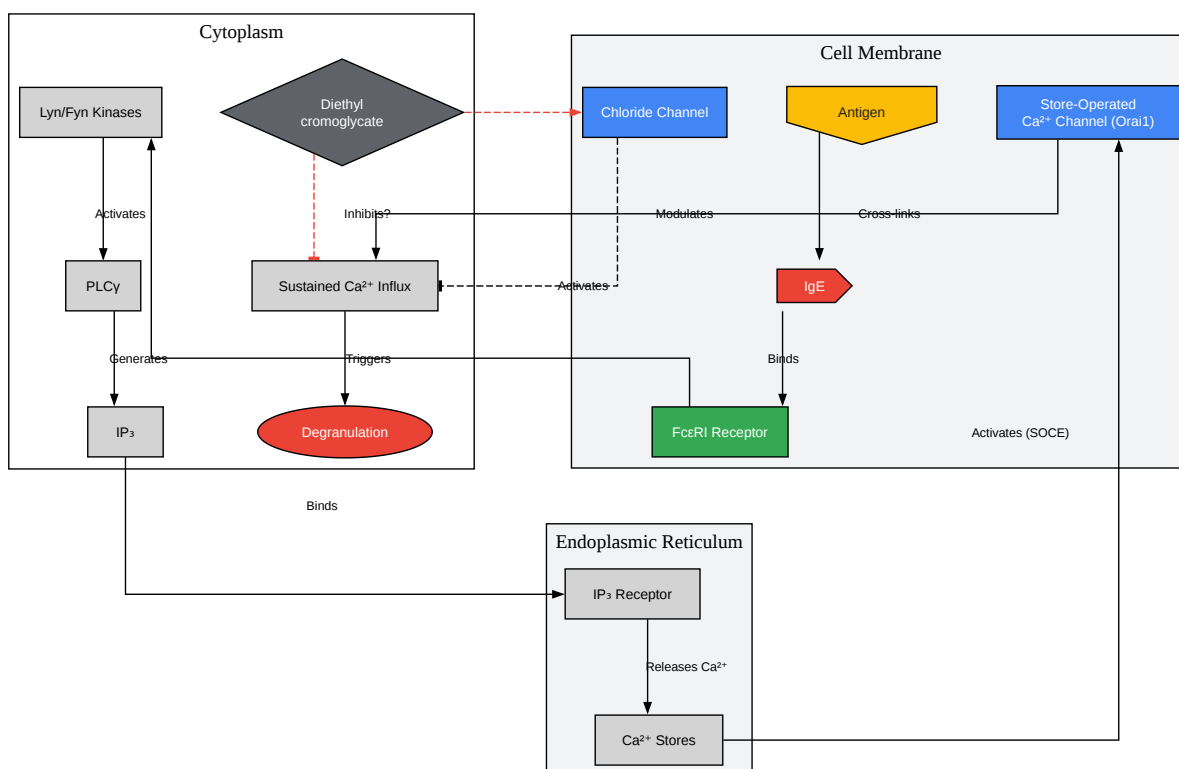 Cytoplasm
Cell Membrane
Lyn/Fyn Kinases
Diethyl
cromoglycate
Chloride Channel
Antigen
Store-Operated
Ca²⁺ Channel (Orai1)
Activates
Inhibits?
Modulates
Cross-links
PLCγ
Sustained Ca²⁺ Influx
Activates
IgE
Generates
Triggers
Binds
IP₃
Degranulation
FcεRI Receptor
Activates (SOCE)
Binds
Endoplasmic Reticulum
IP₃ Receptor
Releases Ca²⁺
Ca²⁺ Stores